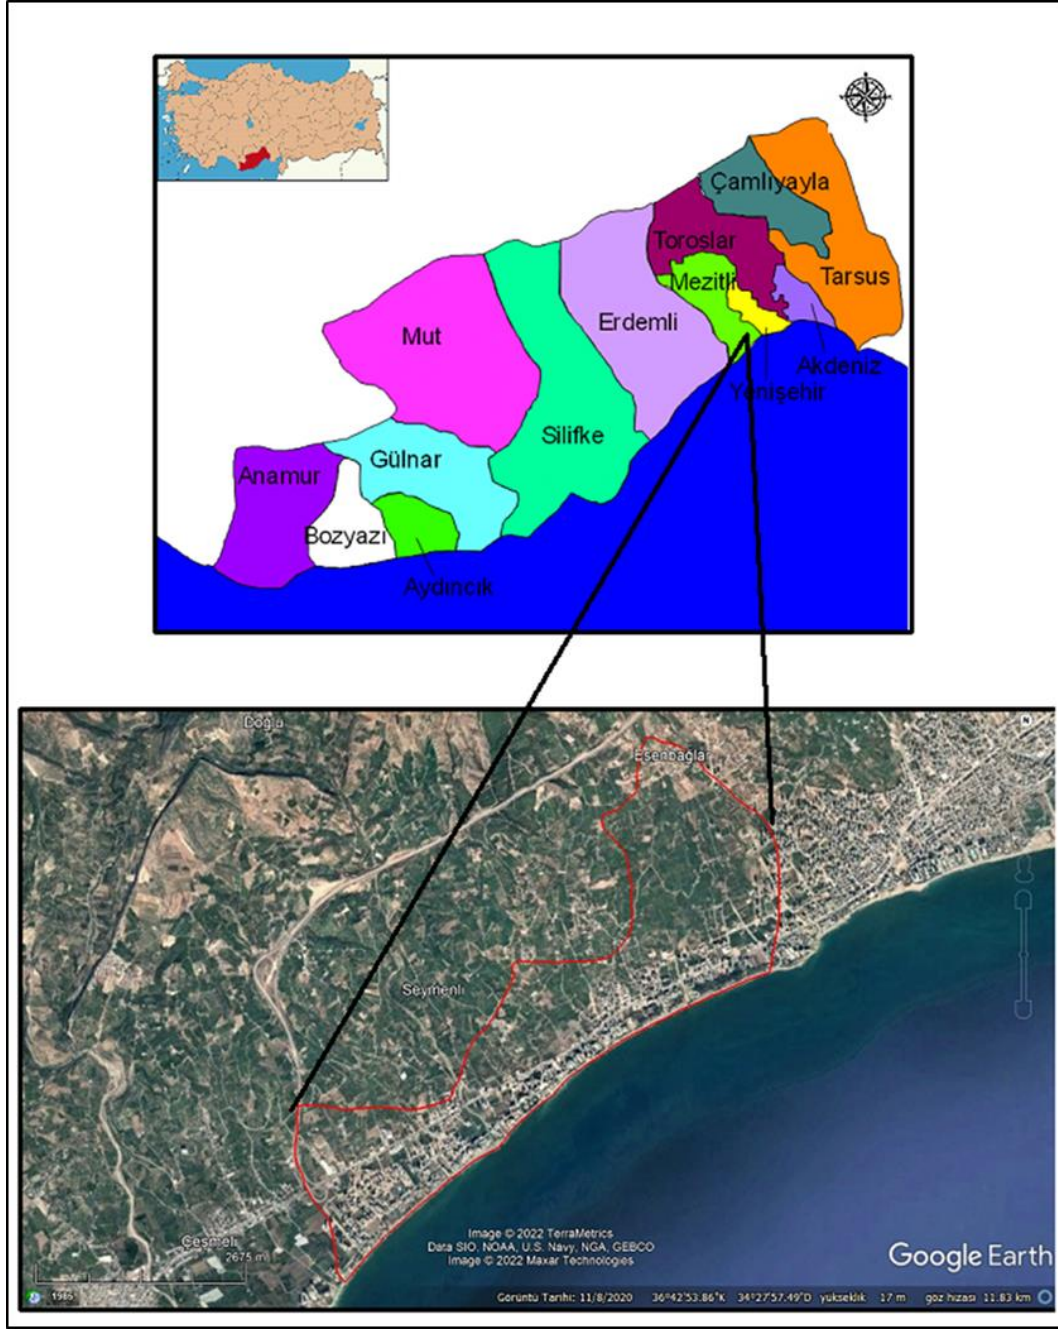 Çamlıyayla
Toroslar
Mezitli
Tarsus
Erdemli
Mut
Akdeniz
Yenişehir
Silifke
Gülnar
Anamur
Bozyazı
Aydıncık
Doğlu
N
Esenbağlar
Seymenli
Çeşmeli
2675 m
Image © 2022 TerraMetrics
Data SIO, NOAA, U.S. Navy, NGA, GEBCO
Image © 2022 Maxar Technologies
Google Earth
1985
Görüntü Tarihi: 11/8/2020 36°42'53.86"K 34°27'57.49"D yükseklik 17 m göz hizası 11.83 km